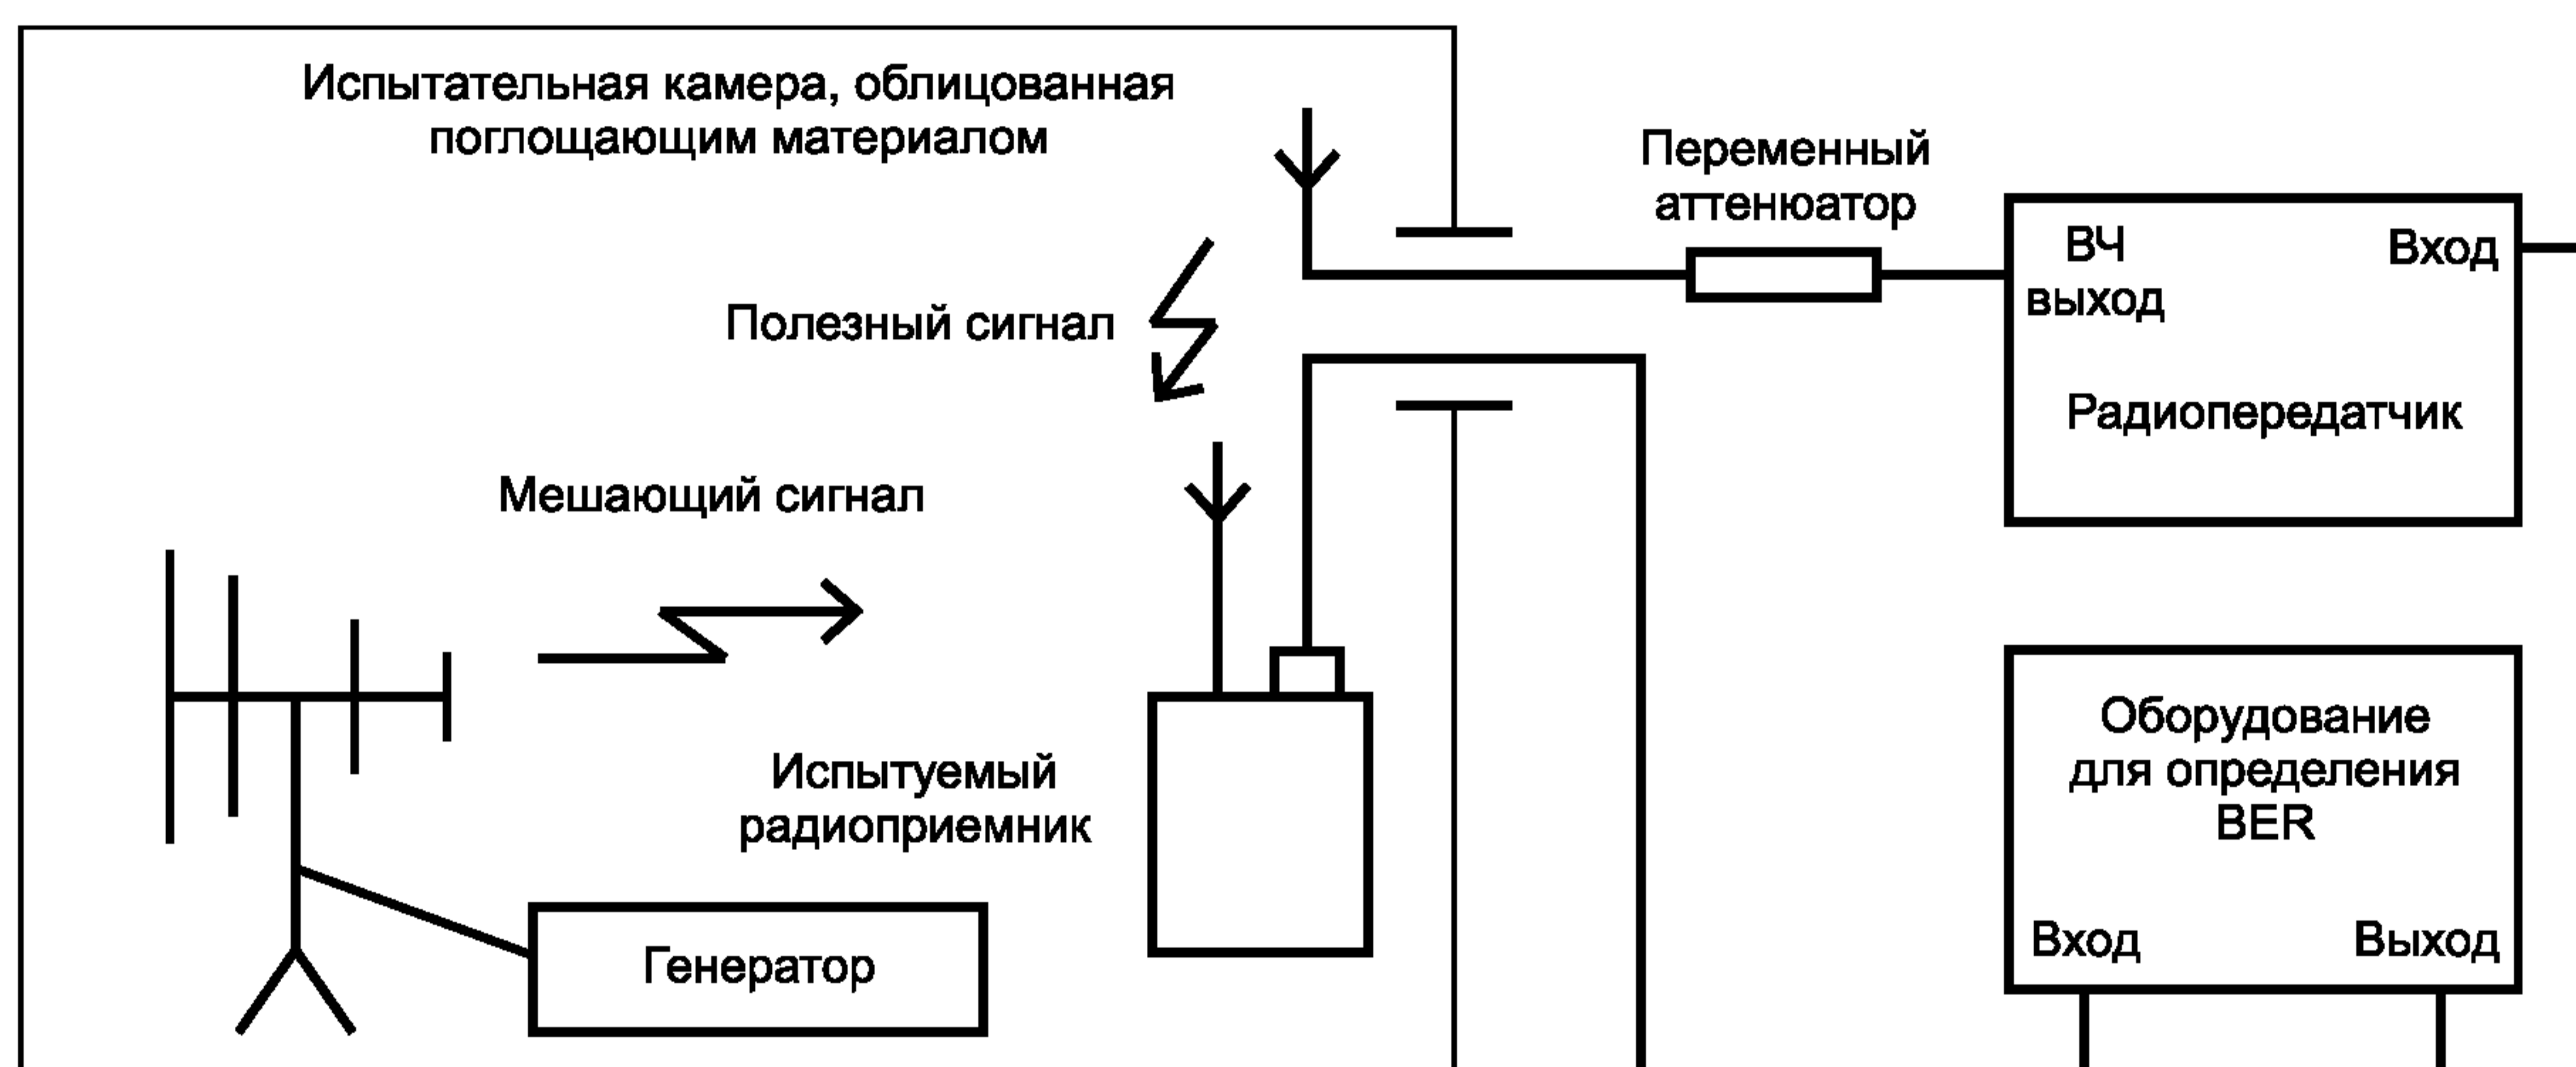 Испытательная камера, облицованная
поглощающим материалом
Переменный
аттенюатор
ВЧ
выход
Вход
Радиопередатчик
Полезный сигнал
Мешающий сигнал
Испытуемый
радиоприемник
Генератор
Оборудование
для определения
BER
Вход
Выход